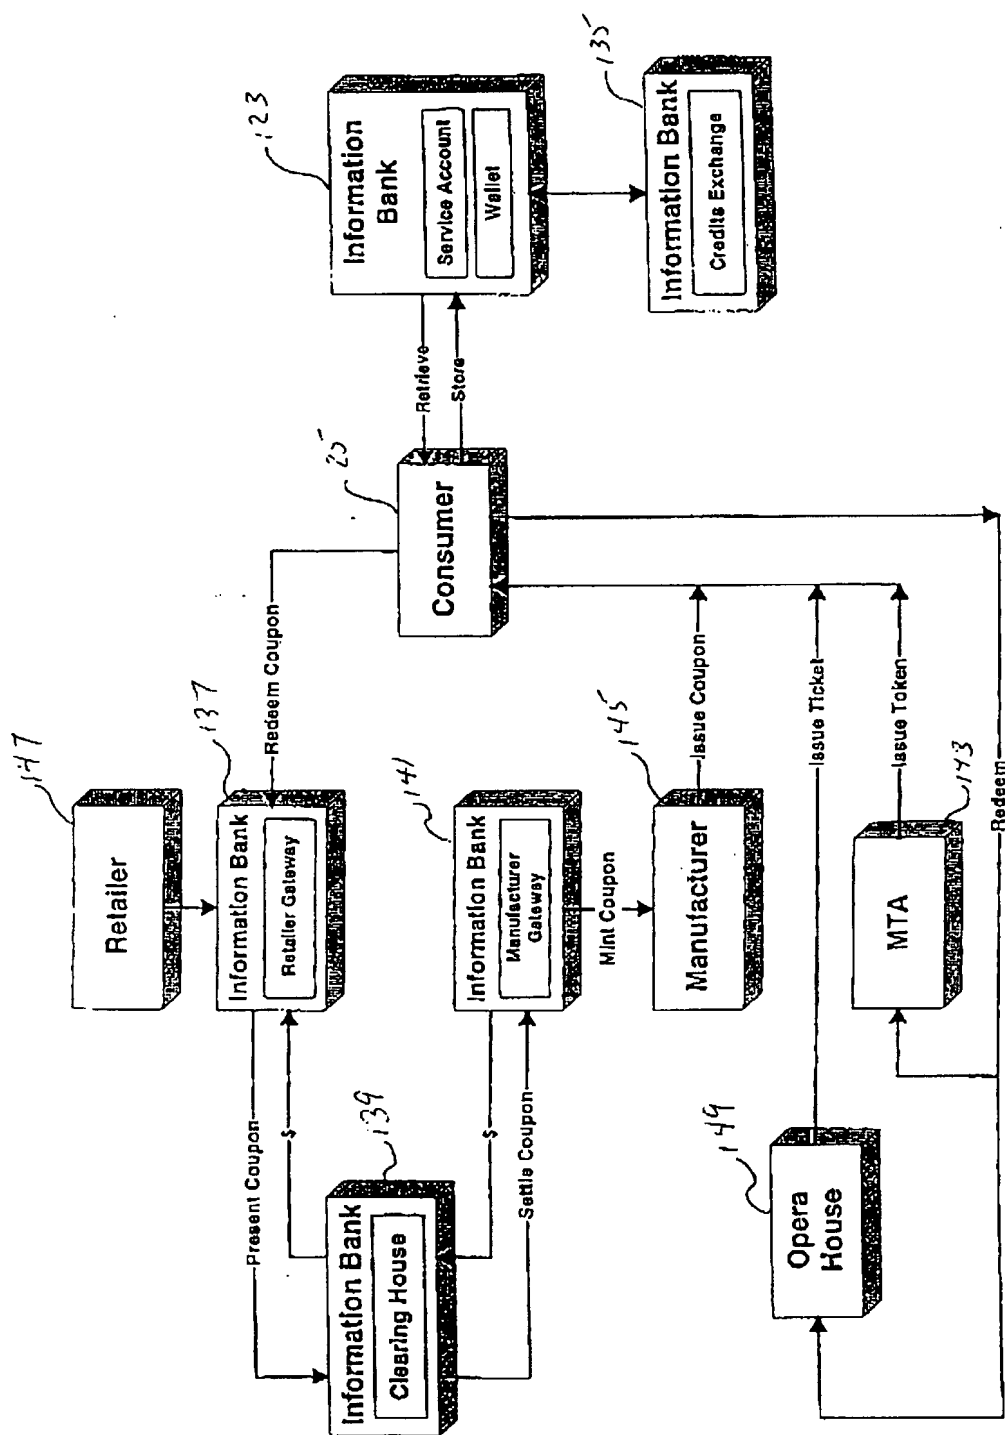 147
Retailer
137
Information Bank
Retailer Gateway
Redeem Coupon
Present Coupon
$
139
Information Bank
Clearing House
$
Settle Coupon
141
Information Bank
Manufacturer
Gateway
Mint Coupon
145
Manufacturer
Issue Coupon
25
Consumer
Retrieve
Store
123
Information
Bank
Service Account
Wallet
135
Information Bank
Credits Exchange
149
Opera
House
Issue Ticket
143
MTA
Issue Token
Redeem